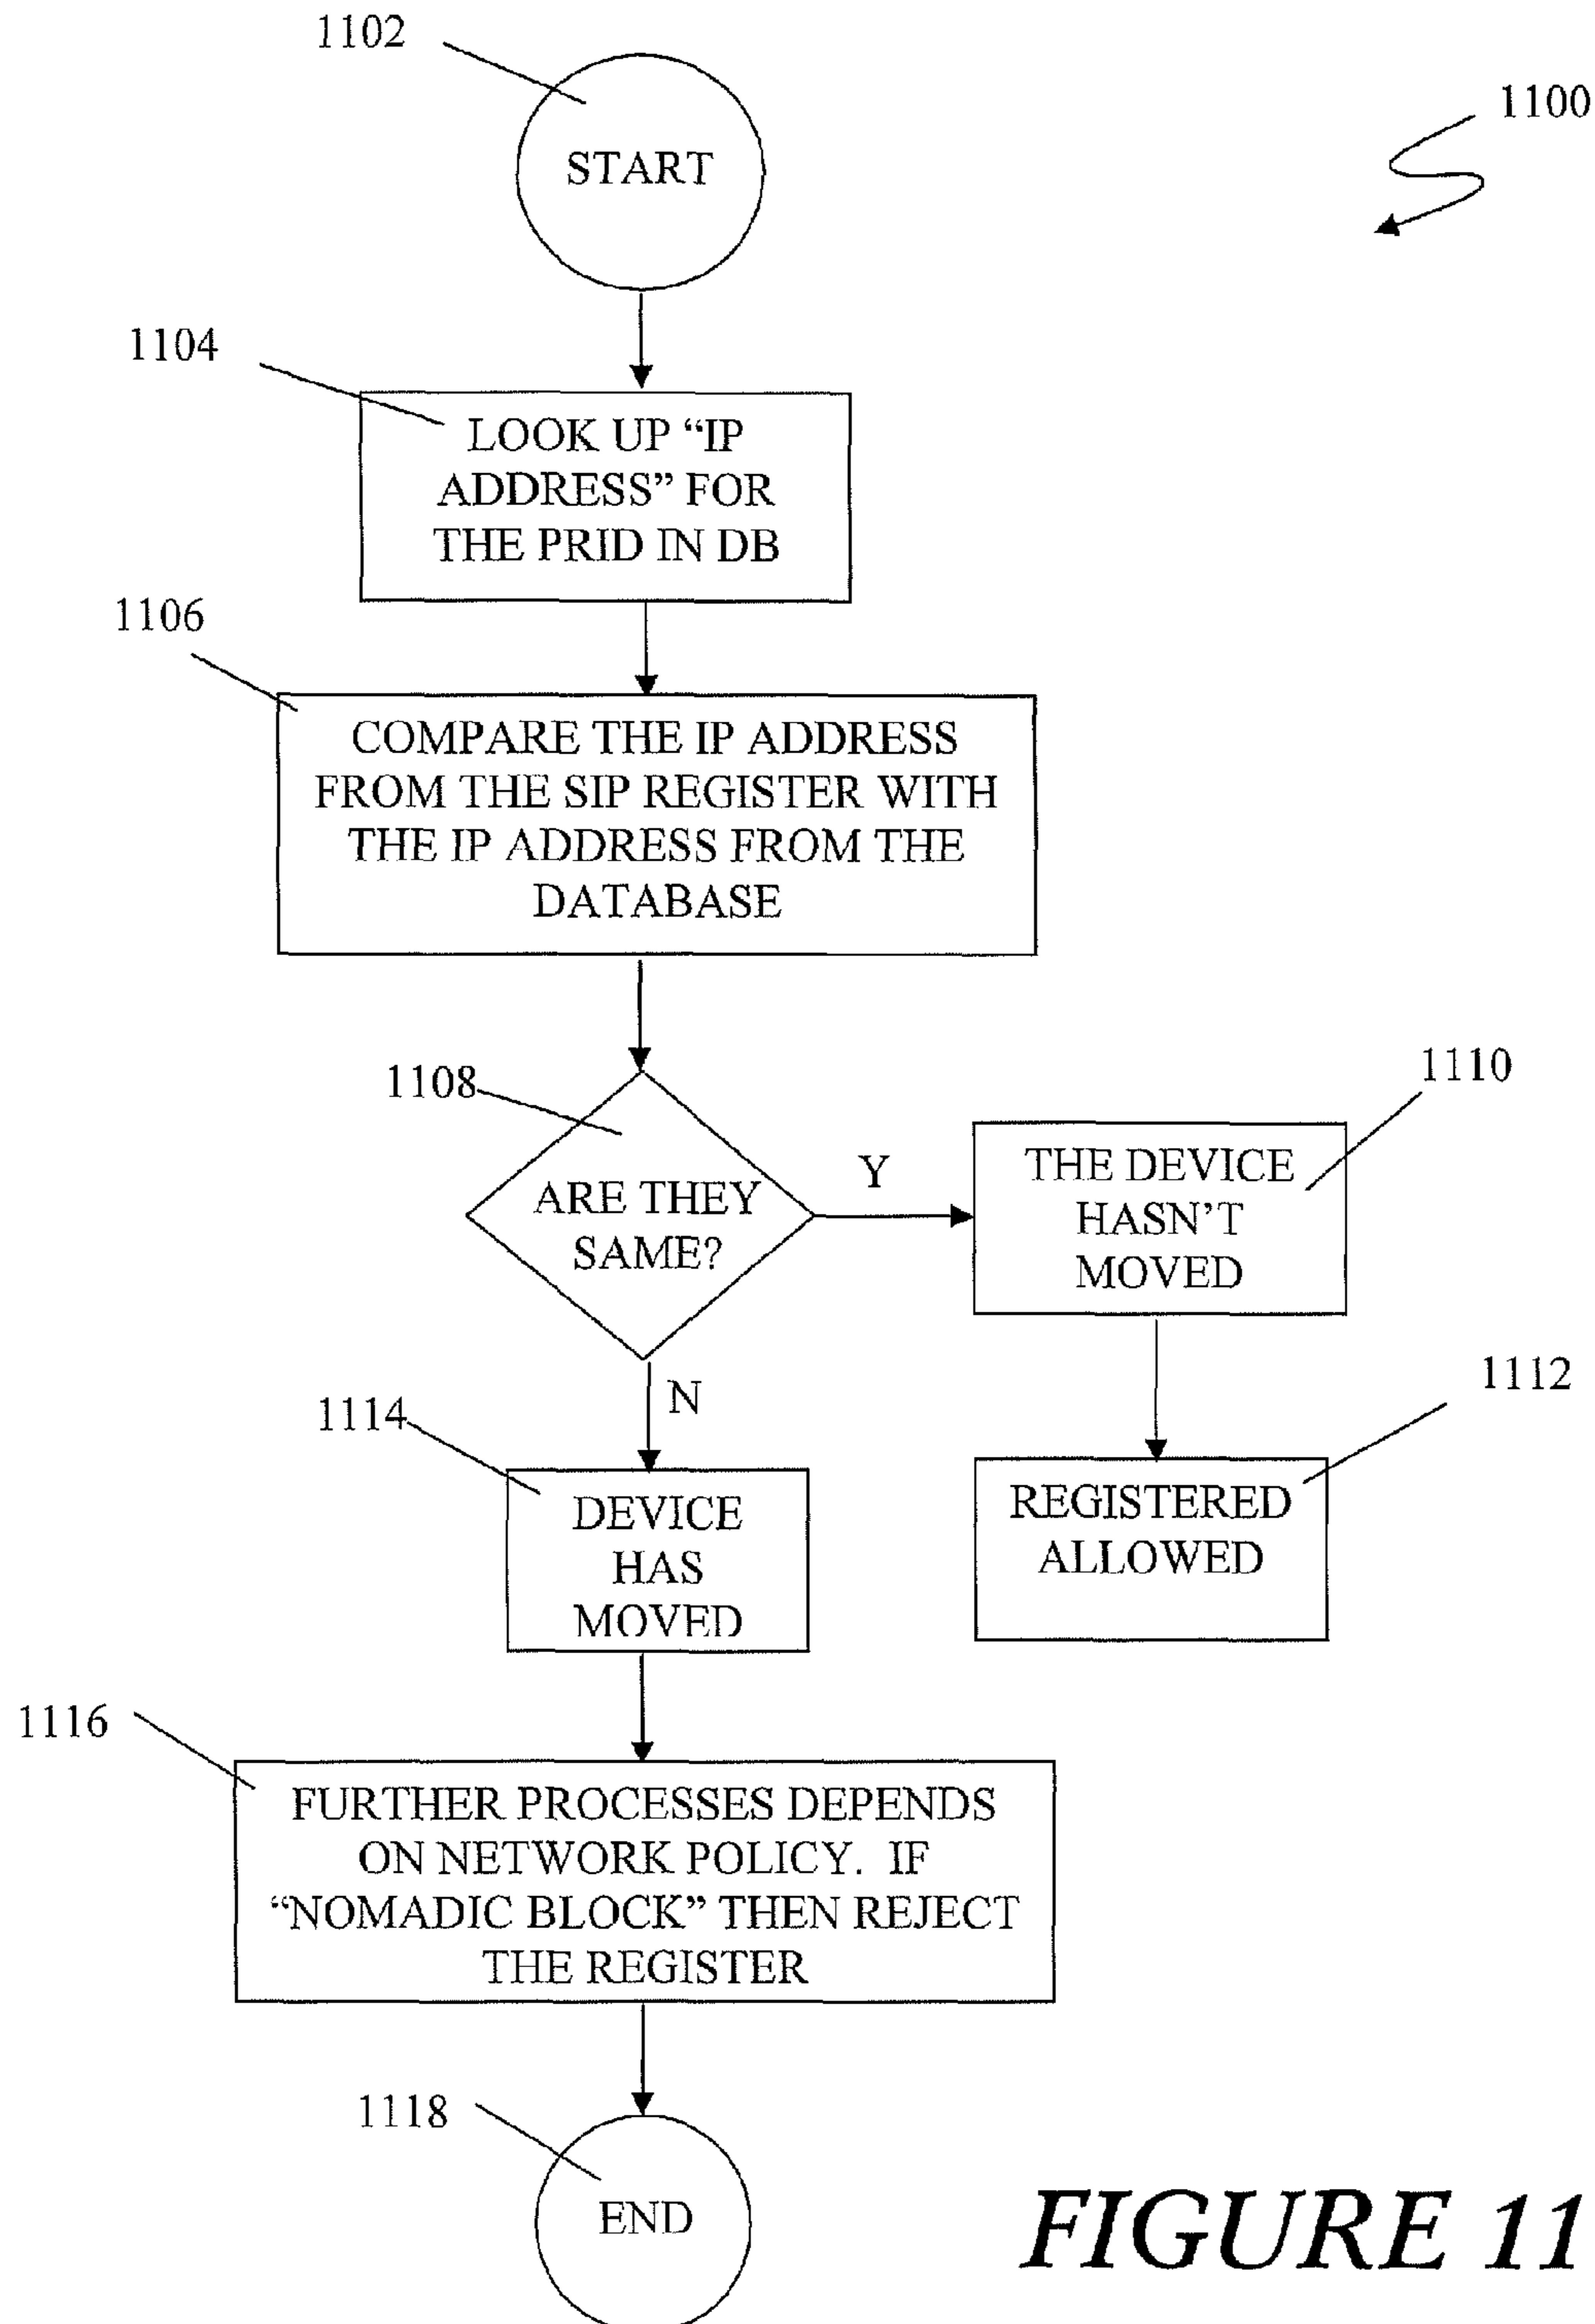 1102
1100
START
1104
LOOK UP “IP
ADDRESS” FOR
THE PRID IN DB
1106
COMPARE THE IP ADDRESS
FROM THE SIP REGISTER WITH
THE IP ADDRESS FROM THE
DATABASE
1108
ARE THEY
SAME?
Y
1110
THE DEVICE
HASN’T
MOVED
N
1112
REGISTERED
ALLOWED
1114
DEVICE
HAS
MOVED
1116
FURTHER PROCESSES DEPENDS
ON NETWORK POLICY. IF
“NOMADIC BLOCK” THEN REJECT
THE REGISTER
1118
END
FIGURE 11